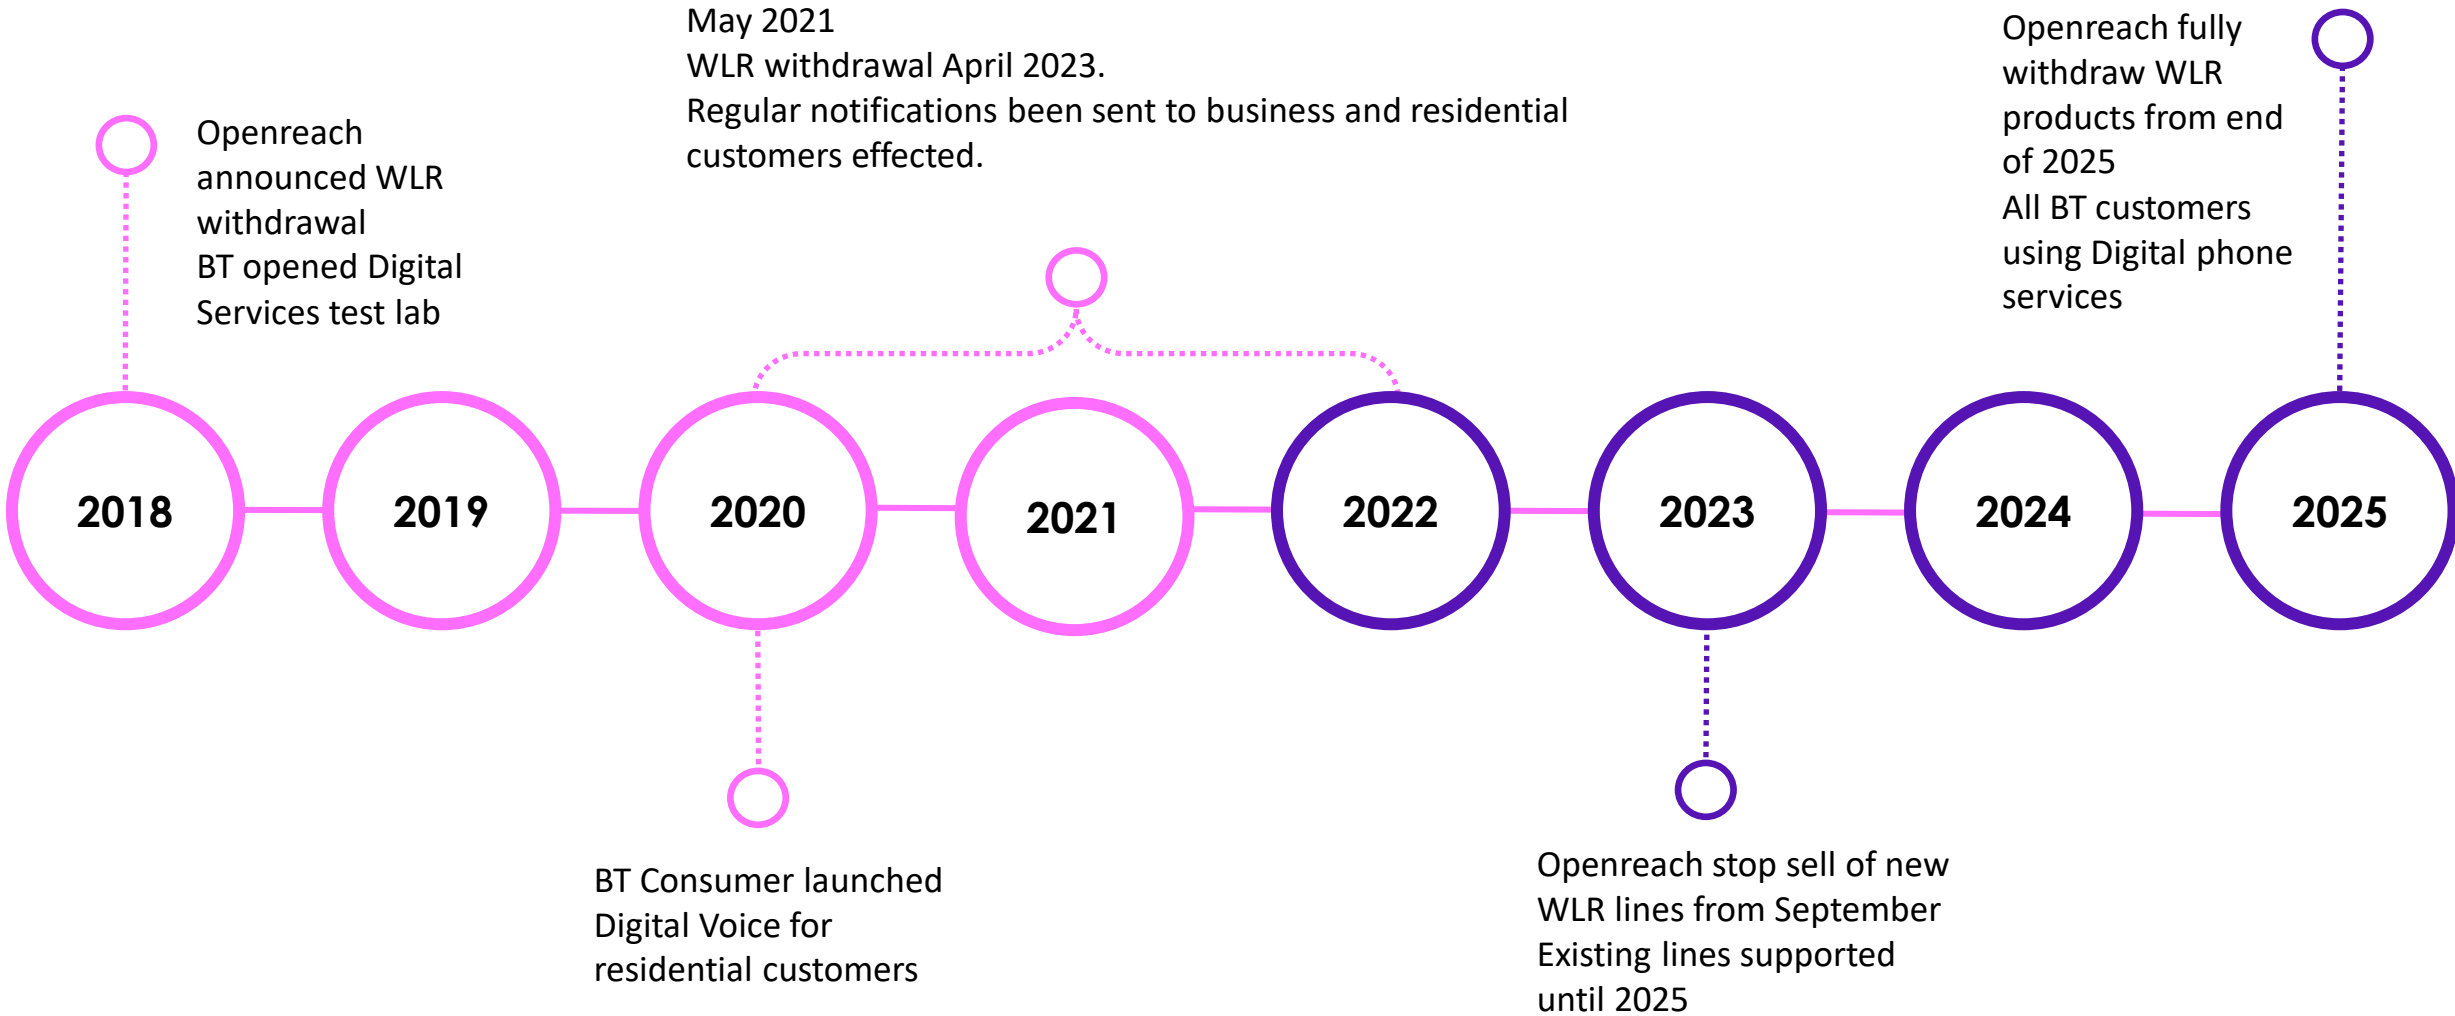 May 2021
WLR withdrawal April 2023.
Regular notifications been sent to business and residential
customers effected.
Openreach
announced WLR
withdrawal
BT opened Digital
Services test lab
Openreach fully
withdraw WLR
products from end
of 2025
All BT customers
using Digital phone
services
2018
2019
2020
2021
2022
2023
2024
2025
BT Consumer launched
Digital Voice for
residential customers
Openreach stop sell of new
WLR lines from September
Existing lines supported
until 2025